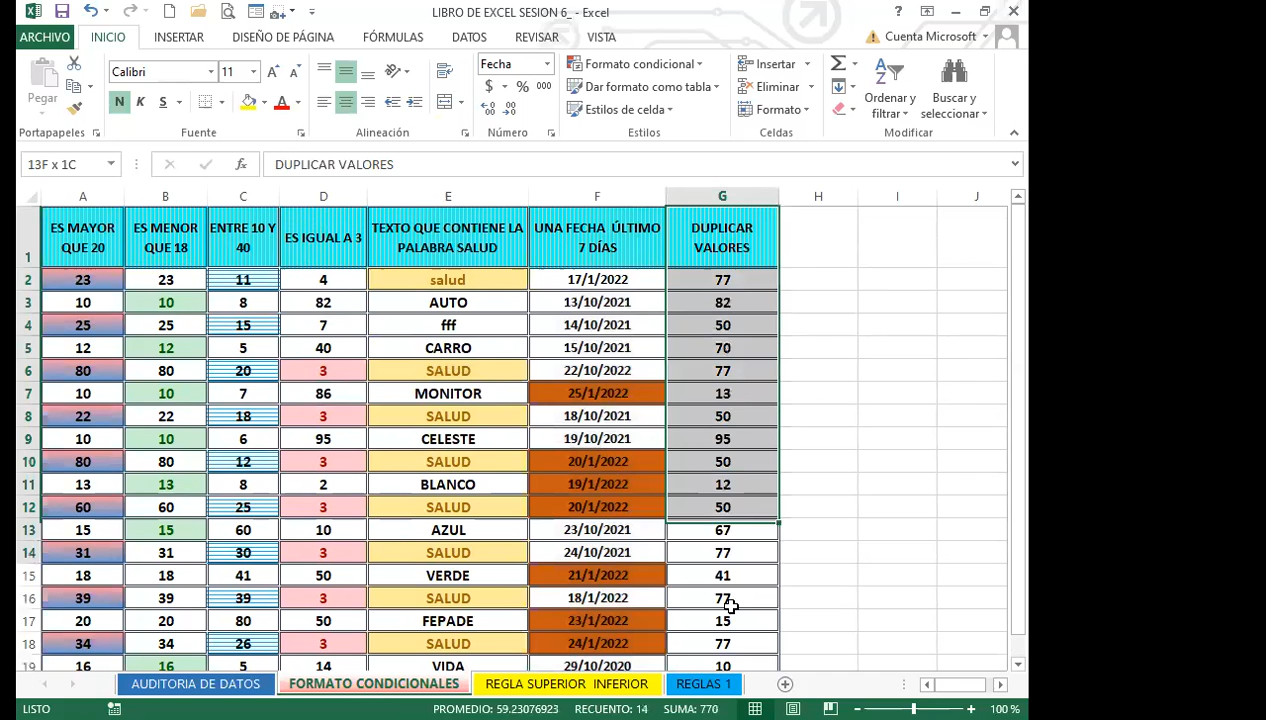 LIBRO DE EXCEL SESION 6_ - Excel
ARCHIVO INICIO INSERTAR DISEÑO DE PÁGINA FÓRMULAS DATOS REVISAR VISTA Cuenta Microsoft
Pegar Calibri 11 N K S Fecha $ % 000 Formato condicional Dar formato como tabla Estilos de celda Insertar Eliminar Formato Ordenar y filtrar Buscar y seleccionar
Portapapeles Fuente Alineación Número Estilos Celdas Modificar
13F x 1C fx DUPLICAR VALORES
A B C D E F G H I J
1 ES MAYOR QUE 20 ES MENOR QUE 18 ENTRE 10 Y 40 ES IGUAL A 3 TEXTO QUE CONTIENE LA PALABRA SALUD UNA FECHA ÚLTIMO 7 DÍAS DUPLICAR VALORES
2 23 23 11 4 salud 17/1/2022 77
3 10 10 8 82 AUTO 13/10/2021 82
4 25 25 15 7 fff 14/10/2021 50
5 12 12 5 40 CARRO 15/10/2021 70
6 80 80 20 3 SALUD 22/10/2022 77
7 10 10 7 86 MONITOR 25/1/2022 13
8 22 22 18 3 SALUD 18/10/2021 50
9 10 10 6 95 CELESTE 19/10/2021 95
10 80 80 12 3 SALUD 20/1/2022 50
11 13 13 8 2 BLANCO 19/1/2022 12
12 60 60 25 3 SALUD 20/1/2022 50
13 15 15 60 10 AZUL 23/10/2021 67
14 31 31 30 3 SALUD 24/10/2021 77
15 18 18 41 50 VERDE 21/1/2022 41
16 39 39 39 3 SALUD 18/1/2022 77
17 20 20 80 50 FEPADE 23/1/2022 15
18 34 34 26 3 SALUD 24/1/2022 77
19 16 16 5 14 VIDA 29/10/2020 10
AUDITORIA DE DATOS FORMATO CONDICIONALES REGLA SUPERIOR INFERIOR REGLAS 1
LISTO PROMEDIO: 59.23076923 RECUENTO: 14 SUMA: 770 100 %